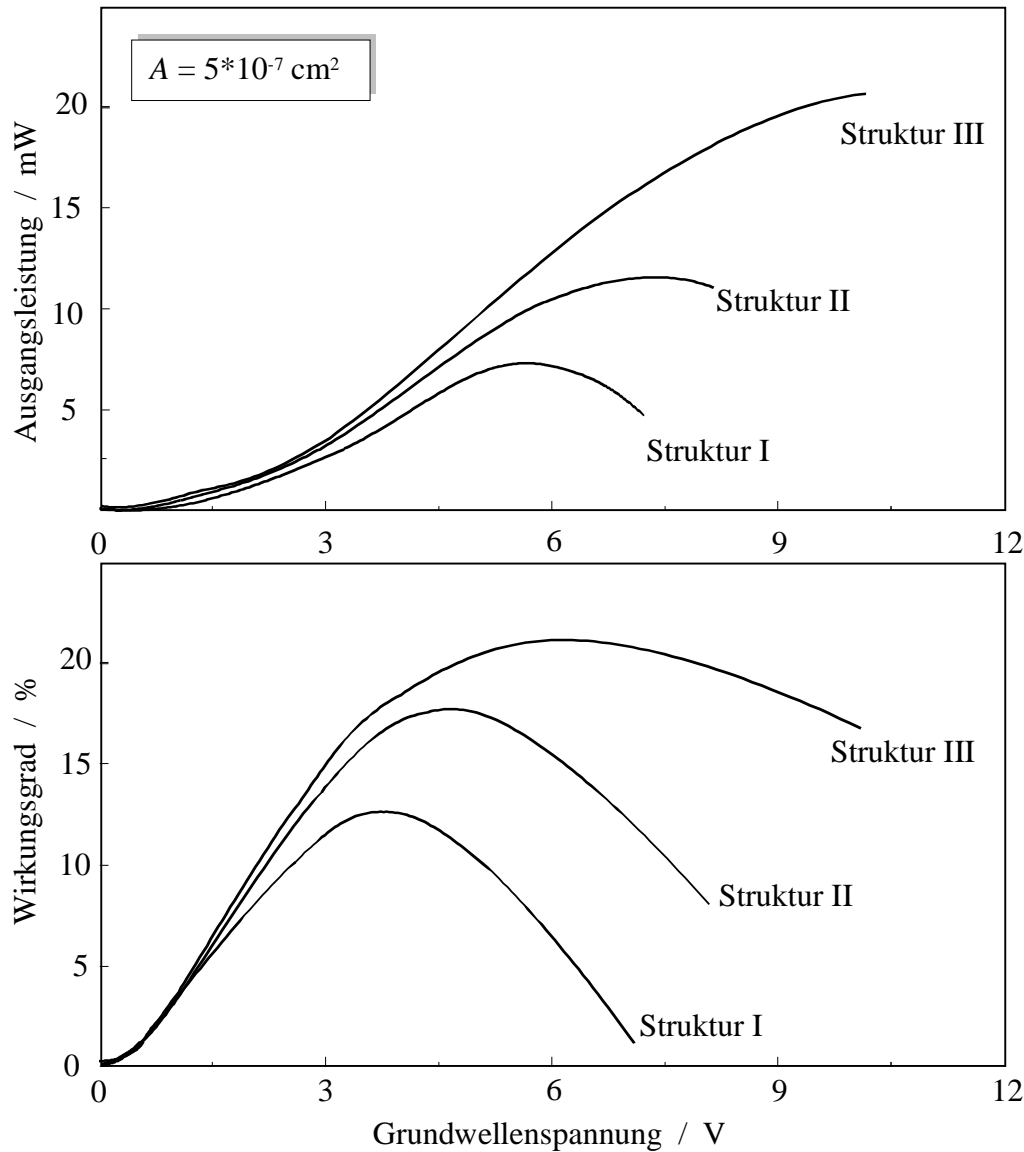 A = 5*10-7 cm2
20
15
10
5
Ausgangsleistung / mW
Struktur III
Struktur II
Struktur I
0 3 6 9 12
20
15
10
5
0
Wirkungsgrad / %
Struktur III
Struktur II
Struktur I
0 3 6 9 12
Grundwellenspannung / V